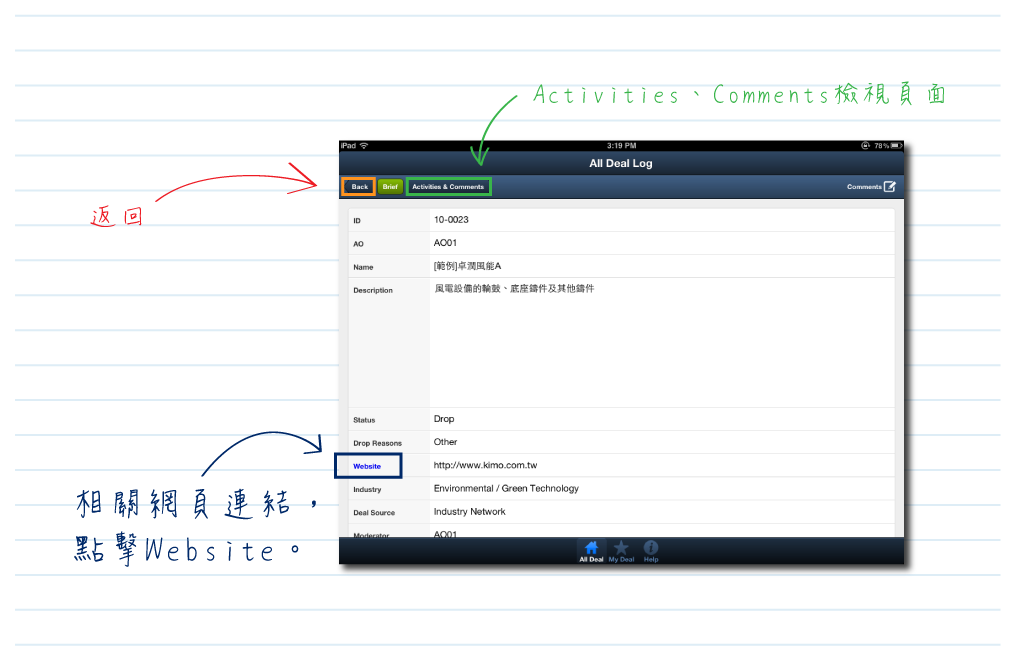 Activities、Comments檢視頁面
iPad 3:19 PM 78%
All Deal Log
Back Brief Activities & Comments Comments
返回
ID 10-0023
AO AO01
Name [範例]卓潤風能A
Description 風電設備的輪鼓、底座鑄件及其他鑄件
Status Drop
Drop Reasons Other
Website http://www.kimo.com.tw
Industry Environmental / Green Technology
Deal Source Industry Network
Moderator AO01
相關網頁連結，
點擊Website。
All Deal My Deal Help